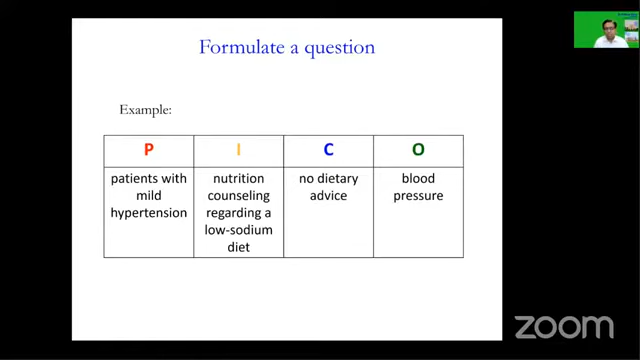 Formulate a question
Example:
P
I
C
O
patients with
mild
hypertension
nutrition
counseling
regarding a
low-sodium
diet
no dietary
advice
blood
pressure
zoom